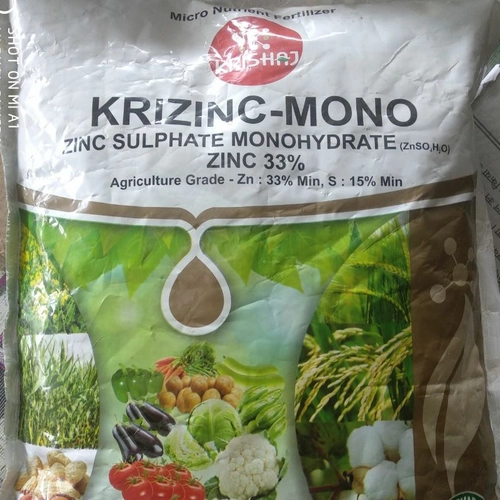 Micro Nutrient Fertilizer
KRISHAJ
KRIZINC-MONO
ZINC SULPHATE MONOHYDRATE (ZnSO₄H₂O)
ZINC 33%
Agriculture Grade - Zn : 33% Min, S : 15% Min
SHOT ON MI A1